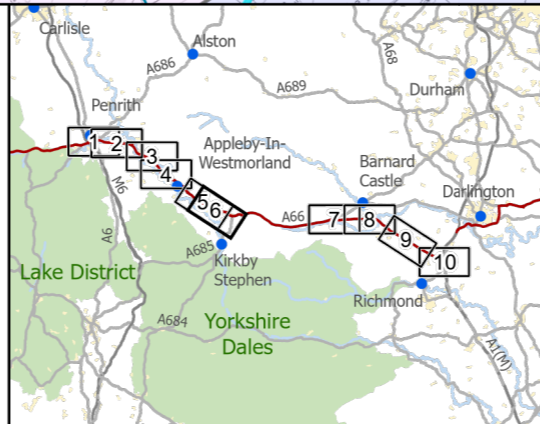 Carlisle
Alston
A686
A68
A689
Durham
Penrith
Appleby-In-
Westmorland
Barnard
Castle
Darlington
1
2
3
4
5
6
M6
A66
7
8
9
10
A6
A685
Kirkby
Stephen
Lake District
Richmond
A684
Yorkshire
Dales
A1(M)